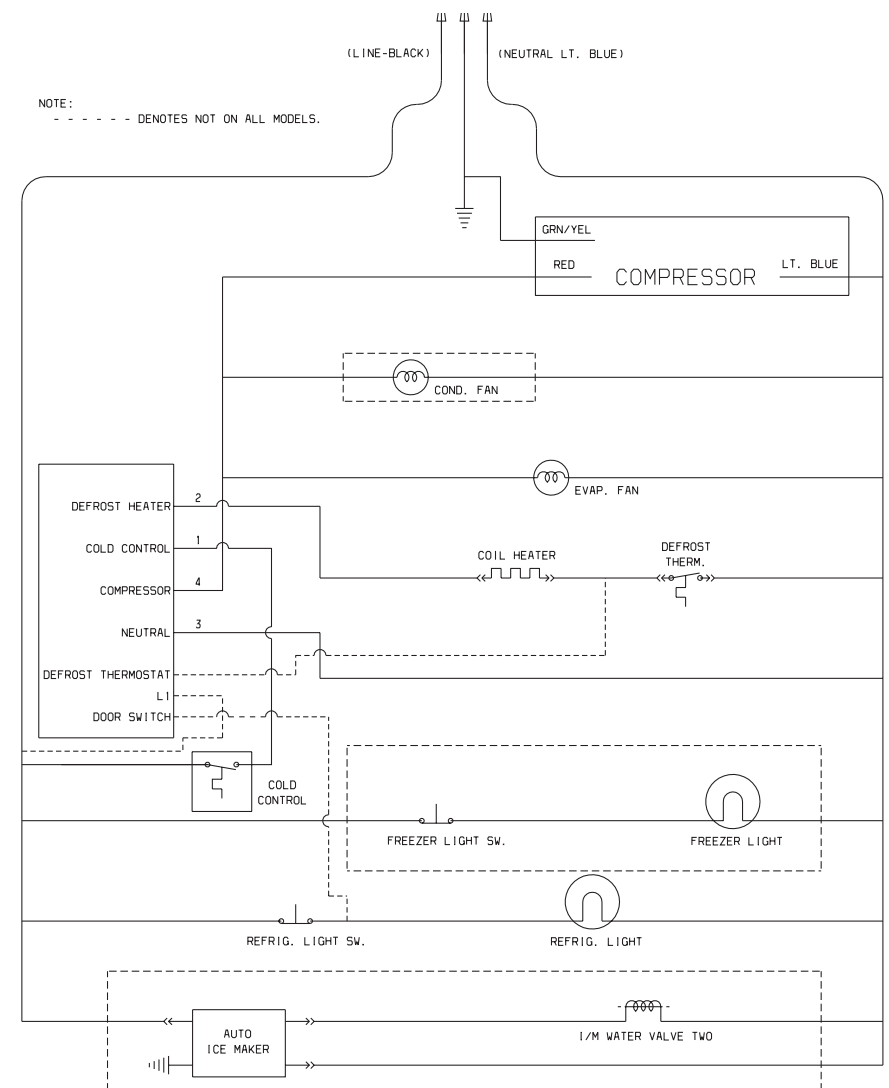 (LINE-BLACK)
(NEUTRAL LT. BLUE)
NOTE:
- - - - - - DENOTES NOT ON ALL MODELS.
GRN/YEL
RED
COMPRESSOR
LT. BLUE
COND. FAN
EVAP. FAN
DEFROST HEATER
2
COLD CONTROL
1
COMPRESSOR
4
NEUTRAL
3
DEFROST THERMOSTAT
L1
DOOR SWITCH
COIL HEATER
DEFROST
THERM.
COLD
CONTROL
FREEZER LIGHT SW.
FREEZER LIGHT
REFRIG. LIGHT SW.
REFRIG. LIGHT
AUTO
ICE MAKER
I/M WATER VALVE TWO